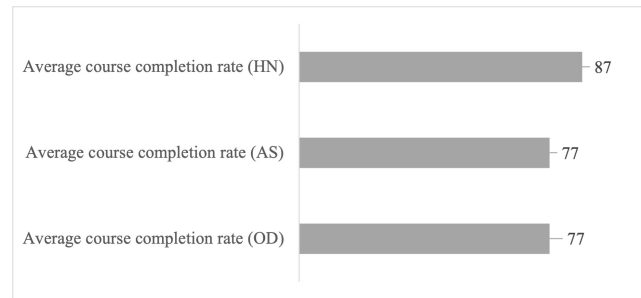 Average course completion rate (HN) 87
Average course completion rate (AS) 77
Average course completion rate (OD) 77